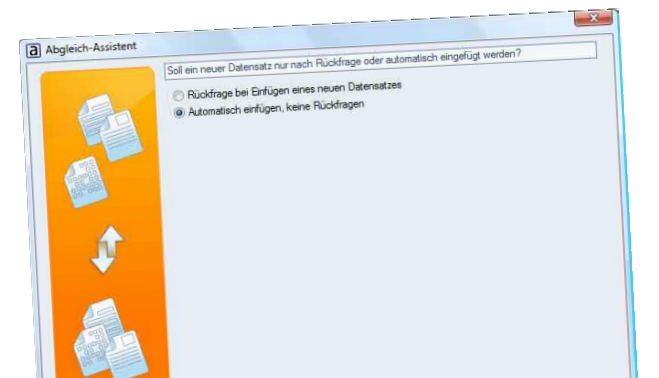 a Abgleich-Assistent
Soll ein neuer Datensatz nur nach Rückfrage oder automatisch eingefügt werden?
Rückfrage bei Einfügen eines neuen Datensatzes
Automatisch einfügen, keine Rückfragen